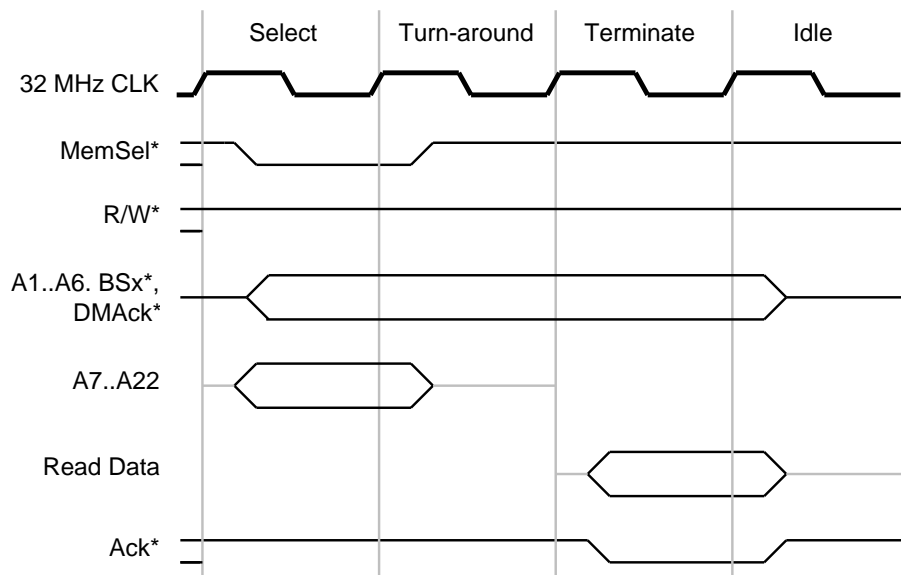 Select Turn-around Terminate Idle
32 MHz CLK
MemSel*
R/W*
A1..A6. BSx*,
DMAck*
A7..A22
Read Data
Ack*